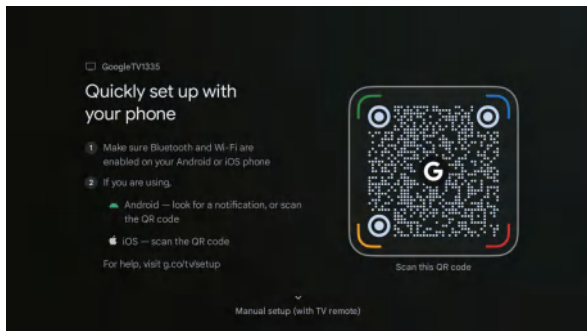 GoogleTV1335
Quickly set up with
your phone
1 Make sure Bluetooth and Wi-Fi are
enabled on your Android or iOS phone
2 If you are using,
Android — look for a notification, or scan
the QR code
iOS — scan the QR code
For help, visit g.co/tv/setup
G
Scan this QR code
Manual setup (with TV remote)